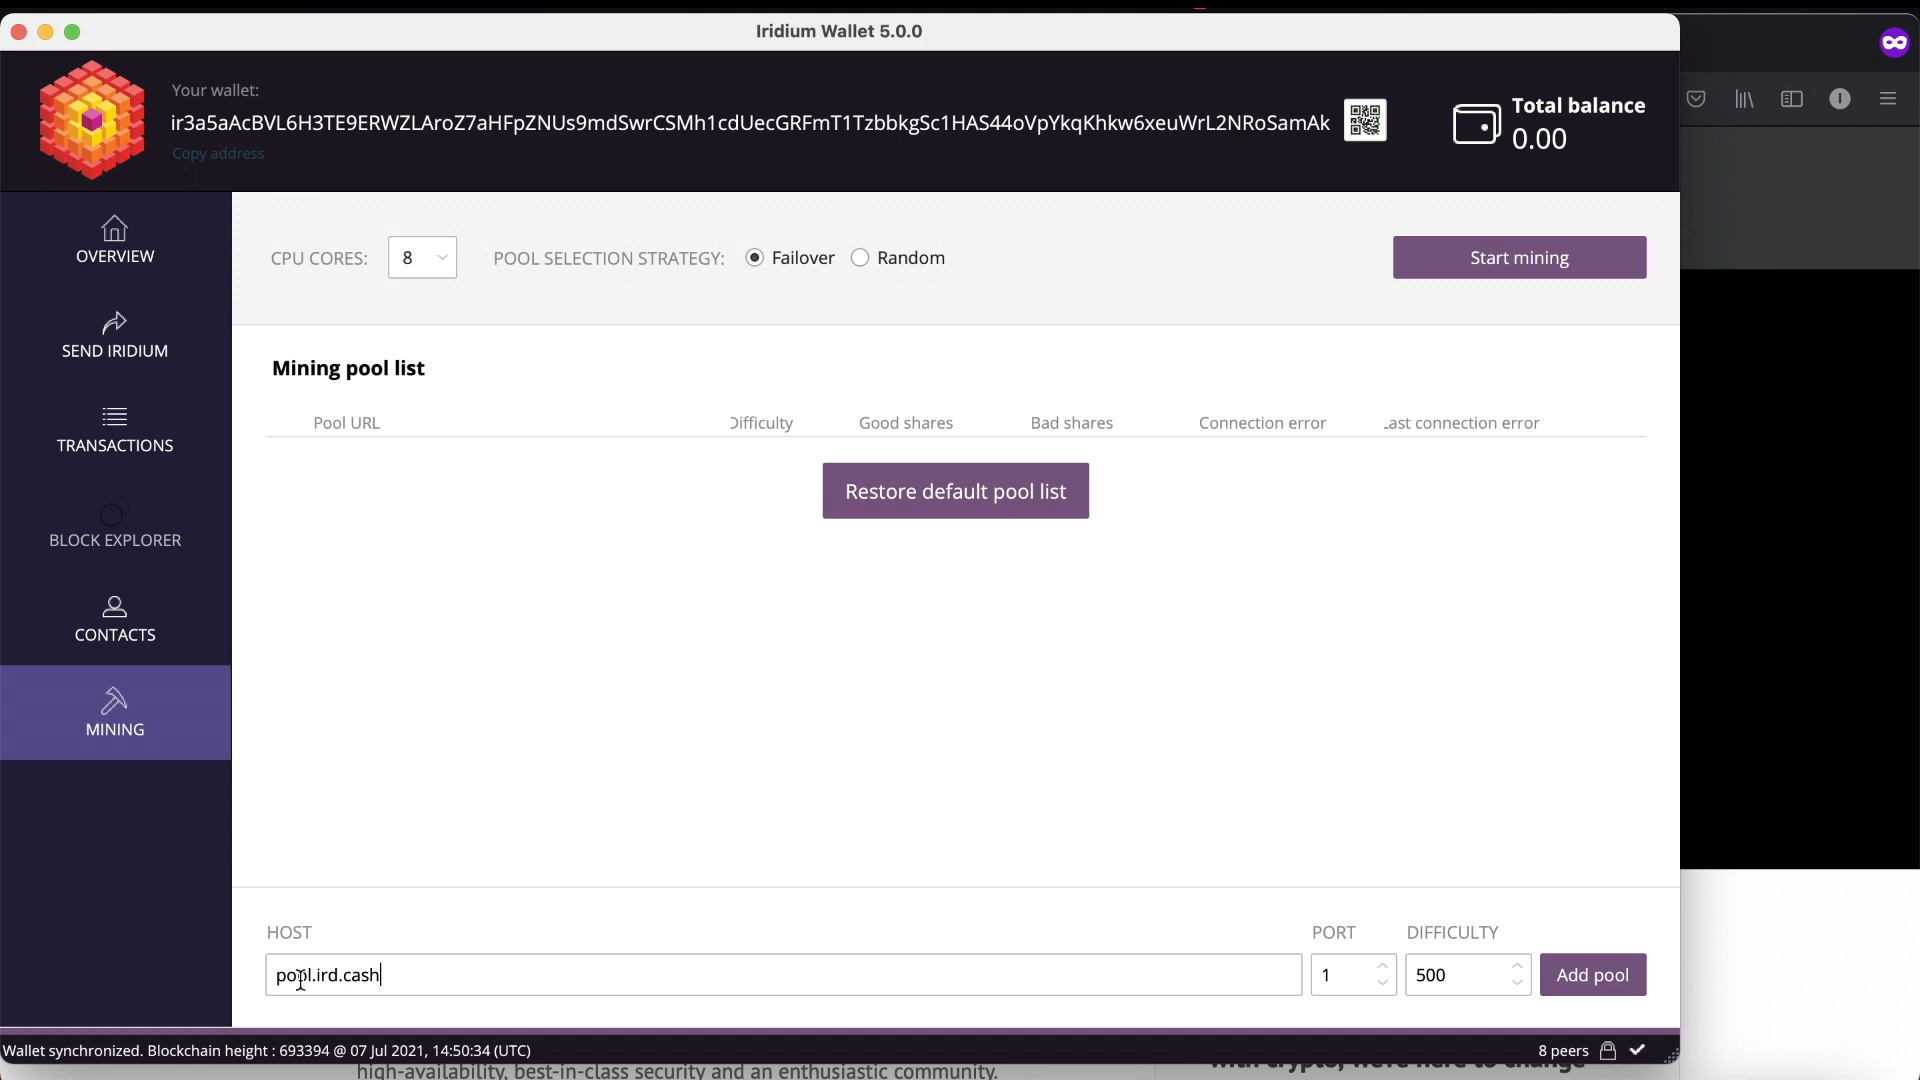 Iridium Wallet 5.0.0
Your wallet:
ir3a5aAcBVL6H3TE9ERWZLAroZ7aHFpZNUs9mdSwrCSMh1cdUecGRFmT1TzbbkgSc1HAS44oVpYkqKhkw6xeuWrL2NRoSamAk
Copy address
Total balance
0.00
OVERVIEW
SEND IRIDIUM
TRANSACTIONS
BLOCK EXPLORER
CONTACTS
MINING
CPU CORES: 8 POOL SELECTION STRATEGY: Failover Random Start mining
Mining pool list
Pool URL Difficulty Good shares Bad shares Connection error Last connection error
Restore default pool list
HOST PORT DIFFICULTY
pool.ird.cash 1 500 Add pool
Wallet synchronized. Blockchain height : 693394 @ 07 Jul 2021, 14:50:34 (UTC) 8 peers
high-availability, best-in-class security and an enthusiastic community.
with crypto, we're here to change